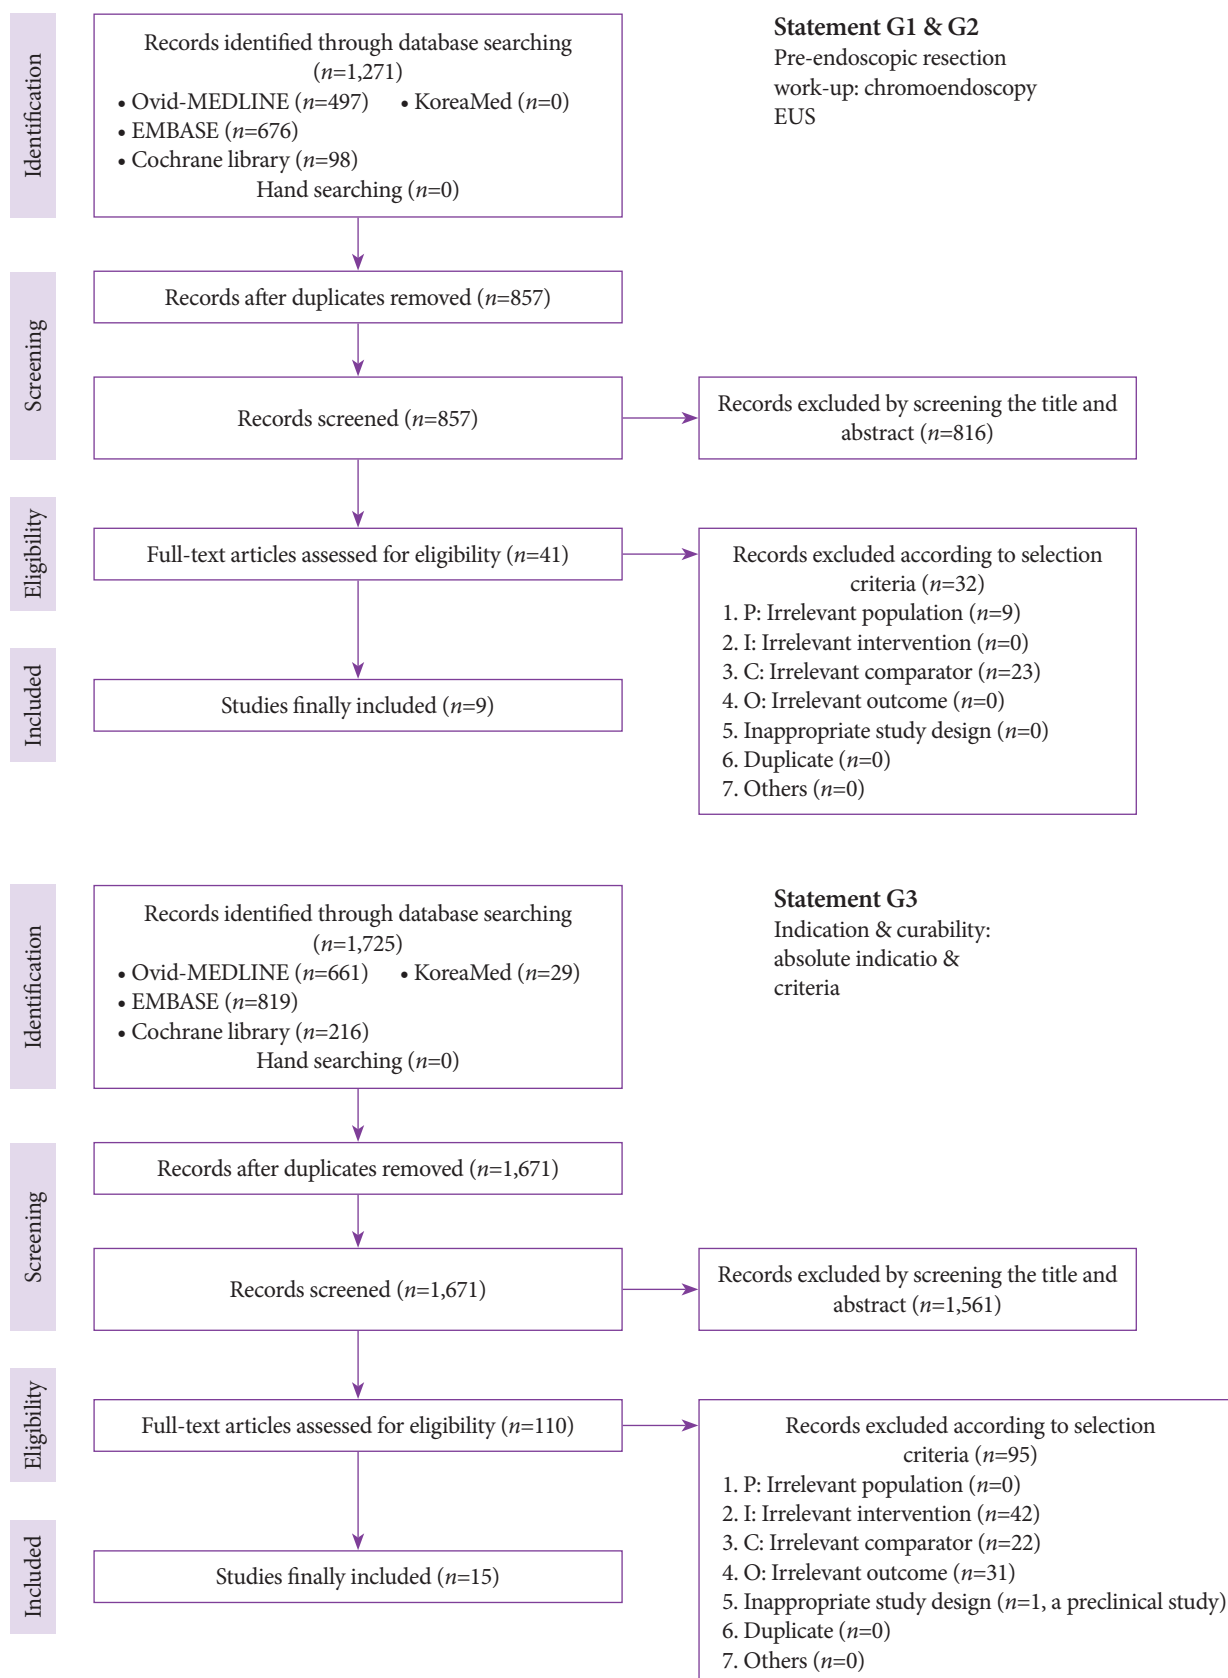 Identification
Records identified through database searching
(n=1,271)
• Ovid-MEDLINE (n=497) • KoreaMed (n=0)
• EMBASE (n=676)
• Cochrane library (n=98)
Hand searching (n=0)
Statement G1 & G2
Pre-endoscopic resection
work-up: chromoendoscopy
EUS
Screening
Records after duplicates removed (n=857)
Records screened (n=857)
Records excluded by screening the title and
abstract (n=816)
Eligibility
Full-text articles assessed for eligibility (n=41)
Records excluded according to selection
criteria (n=32)
1. P: Irrelevant population (n=9)
2. I: Irrelevant intervention (n=0)
3. C: Irrelevant comparator (n=23)
4. O: Irrelevant outcome (n=0)
5. Inappropriate study design (n=0)
6. Duplicate (n=0)
7. Others (n=0)
Included
Studies finally included (n=9)
Identification
Records identified through database searching
(n=1,725)
• Ovid-MEDLINE (n=661) • KoreaMed (n=29)
• EMBASE (n=819)
• Cochrane library (n=216)
Hand searching (n=0)
Statement G3
Indication & curability:
absolute indicatio &
criteria
Screening
Records after duplicates removed (n=1,671)
Records screened (n=1,671)
Records excluded by screening the title and
abstract (n=1,561)
Eligibility
Full-text articles assessed for eligibility (n=110)
Records excluded according to selection
criteria (n=95)
1. P: Irrelevant population (n=0)
2. I: Irrelevant intervention (n=42)
3. C: Irrelevant comparator (n=22)
4. O: Irrelevant outcome (n=31)
5. Inappropriate study design (n=1, a preclinical study)
6. Duplicate (n=0)
7. Others (n=0)
Included
Studies finally included (n=15)